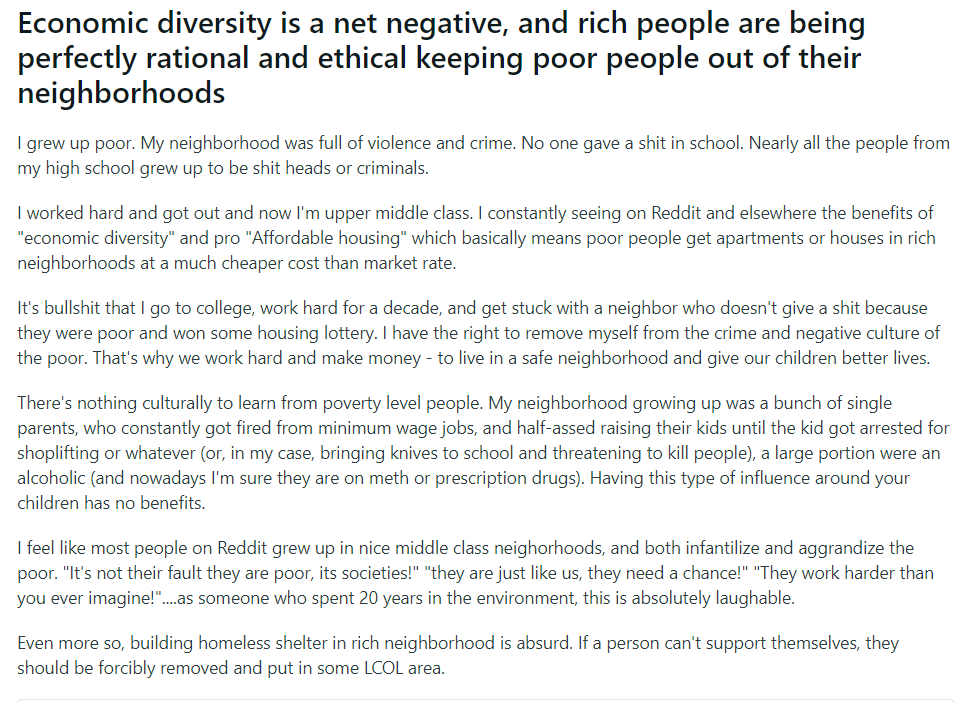 Economic diversity is a net negative, and rich people are being
perfectly rational and ethical keeping poor people out of their
neighborhoods
I grew up poor. My neighborhood was full of violence and crime. No one gave a shit in school. Nearly all the people from
my high school grew up to be shit heads or criminals.
I worked hard and got out and now I'm upper middle class. I constantly seeing on Reddit and elsewhere the benefits of
"economic diversity" and pro "Affordable housing" which basically means poor people get apartments or houses in rich
neighborhoods at a much cheaper cost than market rate.
It's bullshit that I go to college, work hard for a decade, and get stuck with a neighbor who doesn't give a shit because
they were poor and won some housing lottery. I have the right to remove myself from the crime and negative culture of
the poor. That's why we work hard and make money - to live in a safe neighborhood and give our children better lives.
There's nothing culturally to learn from poverty level people. My neighborhood growing up was a bunch of single
parents, who constantly got fired from minimum wage jobs, and half-assed raising their kids until the kid got arrested for
shoplifting or whatever (or, in my case, bringing knives to school and threatening to kill people), a large portion were an
alcoholic (and nowadays I'm sure they are on meth or prescription drugs). Having this type of influence around your
children has no benefits.
I feel like most people on Reddit grew up in nice middle class neighorhoods, and both infantilize and aggrandize the
poor. "It's not their fault they are poor, its societies!" "they are just like us, they need a chance!" "They work harder than
you ever imagine!"....as someone who spent 20 years in the environment, this is absolutely laughable.
Even more so, building homeless shelter in rich neighborhood is absurd. If a person can't support themselves, they
should be forcibly removed and put in some LCOL area.